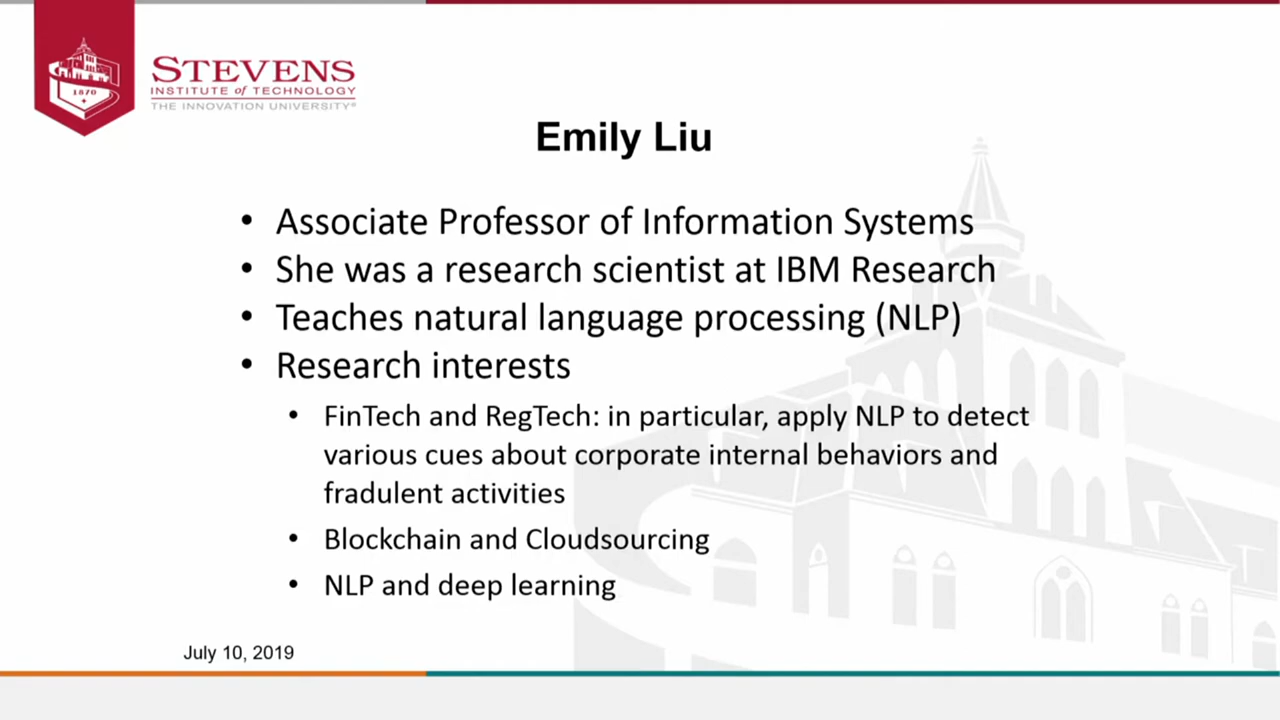 STEVENS
INSTITUTE of TECHNOLOGY
THE INNOVATION UNIVERSITY®
1870
Emily Liu
• Associate Professor of Information Systems
• She was a research scientist at IBM Research
• Teaches natural language processing (NLP)
• Research interests
• FinTech and RegTech: in particular, apply NLP to detect
various cues about corporate internal behaviors and
fradulent activities
• Blockchain and Cloudsourcing
• NLP and deep learning
July 10, 2019